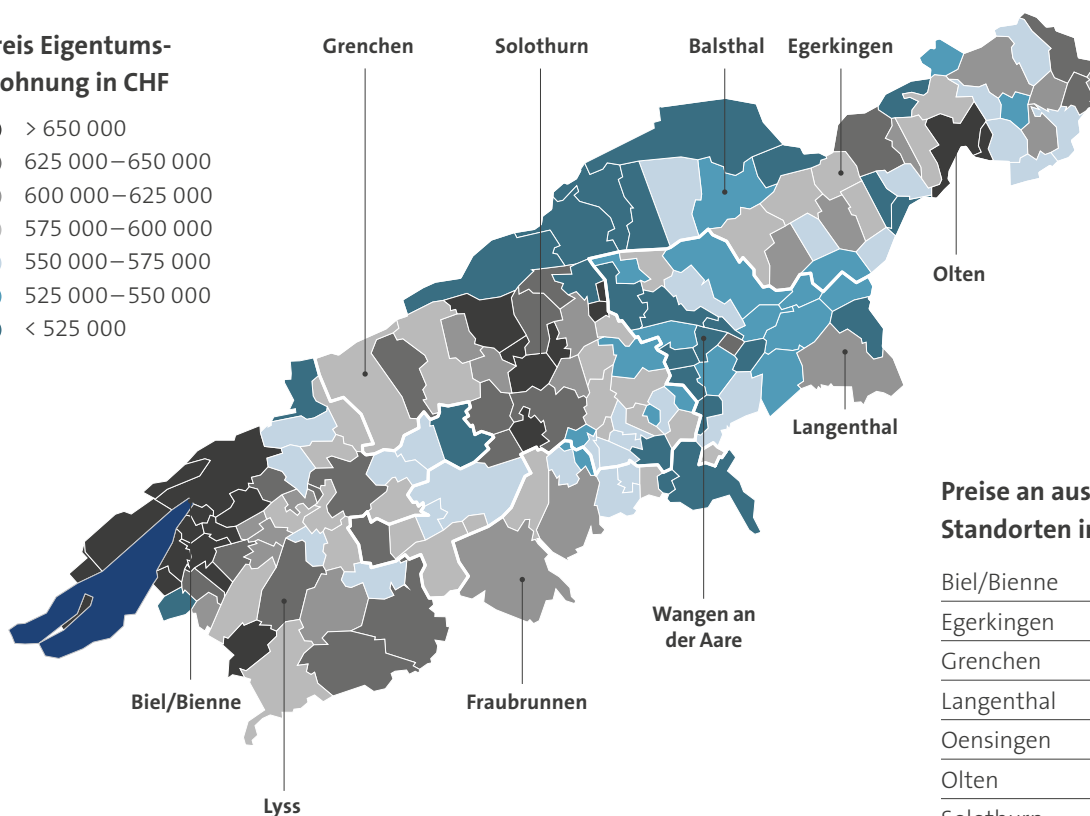 reis Eigentums-
ohnung in CHF
> 650 000
625 000–650 000
600 000–625 000
575 000–600 000
550 000–575 000
525 000–550 000
< 525 000
Grenchen
Solothurn
Balsthal
Egerkingen
Olten
Langenthal
Wangen an
der Aare
Biel/Bienne
Fraubrunnen
Lyss
Preise an aus
Standorten i
Biel/Bienne
Egerkingen
Grenchen
Langenthal
Oensingen
Olten
Solothurn